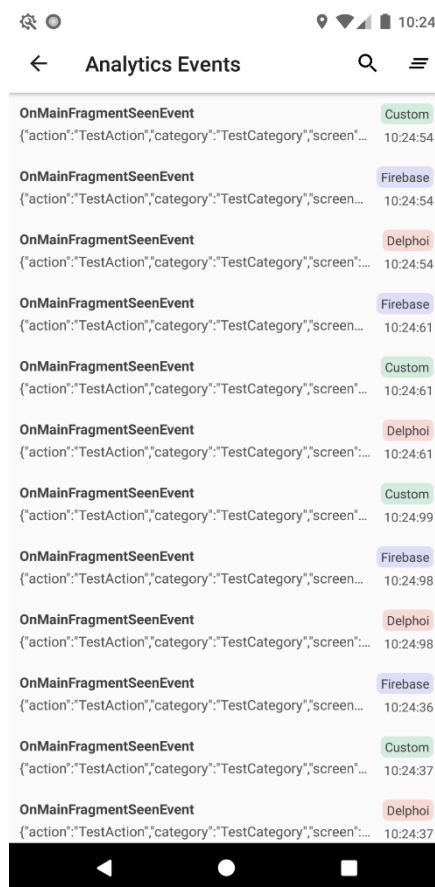 10:24
Analytics Events
OnMainFragmentSeenEvent Custom
{"action":"TestAction","category":"TestCategory","screen"... 10:24:54
OnMainFragmentSeenEvent Firebase
{"action":"TestAction","category":"TestCategory","screen... 10:24:54
OnMainFragmentSeenEvent Delphoi
{"action":"TestAction","category":"TestCategory","screen":... 10:24:54
OnMainFragmentSeenEvent Firebase
{"action":"TestAction","category":"TestCategory","screen... 10:24:61
OnMainFragmentSeenEvent Custom
{"action":"TestAction","category":"TestCategory","screen"... 10:24:61
OnMainFragmentSeenEvent Delphoi
{"action":"TestAction","category":"TestCategory","screen":... 10:24:61
OnMainFragmentSeenEvent Custom
{"action":"TestAction","category":"TestCategory","screen"... 10:24:99
OnMainFragmentSeenEvent Firebase
{"action":"TestAction","category":"TestCategory","screen... 10:24:98
OnMainFragmentSeenEvent Delphoi
{"action":"TestAction","category":"TestCategory","screen":... 10:24:98
OnMainFragmentSeenEvent Firebase
{"action":"TestAction","category":"TestCategory","screen... 10:24:36
OnMainFragmentSeenEvent Custom
{"action":"TestAction","category":"TestCategory","screen"... 10:24:37
OnMainFragmentSeenEvent Delphoi
{"action":"TestAction","category":"TestCategory","screen":... 10:24:37